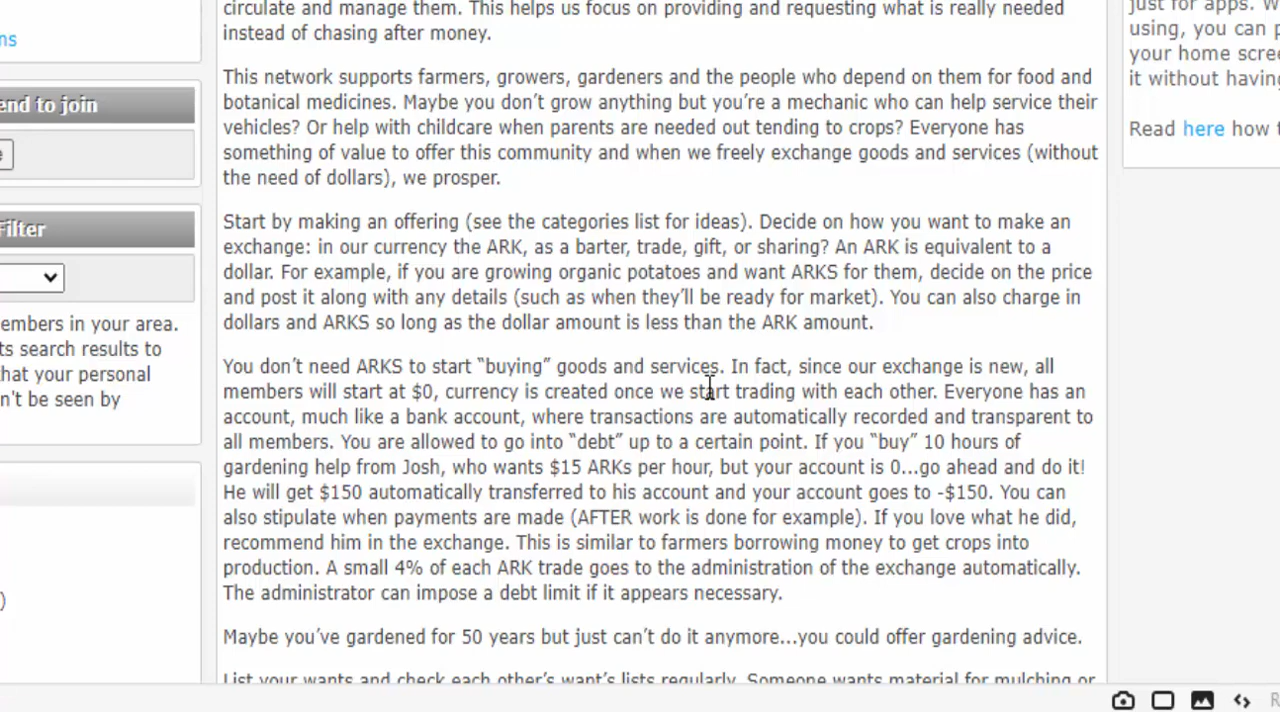 circulate and manage them. This helps us focus on providing and requesting what is really needed
instead of chasing after money.
This network supports farmers, growers, gardeners and the people who depend on them for food and
botanical medicines. Maybe you don’t grow anything but you’re a mechanic who can help service their
vehicles? Or help with childcare when parents are needed out tending to crops? Everyone has
something of value to offer this community and when we freely exchange goods and services (without
the need of dollars), we prosper.
Start by making an offering (see the categories list for ideas). Decide on how you want to make an
exchange: in our currency the ARK, as a barter, trade, gift, or sharing? An ARK is equivalent to a
dollar. For example, if you are growing organic potatoes and want ARKS for them, decide on the price
and post it along with any details (such as when they’ll be ready for market). You can also charge in
dollars and ARKS so long as the dollar amount is less than the ARK amount.
You don’t need ARKS to start “buying” goods and services. In fact, since our exchange is new, all
members will start at $0, currency is created once we start trading with each other. Everyone has an
account, much like a bank account, where transactions are automatically recorded and transparent to
all members. You are allowed to go into “debt” up to a certain point. If you “buy” 10 hours of
gardening help from Josh, who wants $15 ARKs per hour, but your account is 0...go ahead and do it!
He will get $150 automatically transferred to his account and your account goes to -$150. You can
also stipulate when payments are made (AFTER work is done for example). If you love what he did,
recommend him in the exchange. This is similar to farmers borrowing money to get crops into
production. A small 4% of each ARK trade goes to the administration of the exchange automatically.
The administrator can impose a debt limit if it appears necessary.
Maybe you’ve gardened for 50 years but just can’t do it anymore...you could offer gardening advice.
List your wants and check each other’s want’s lists regularly. Someone wants material for mulching or
ns
end to join
Filter
embers in your area.
ts search results to
hat your personal
n't be seen by
)
just for apps. W
using, you can p
your home scree
it without having
Read here how t